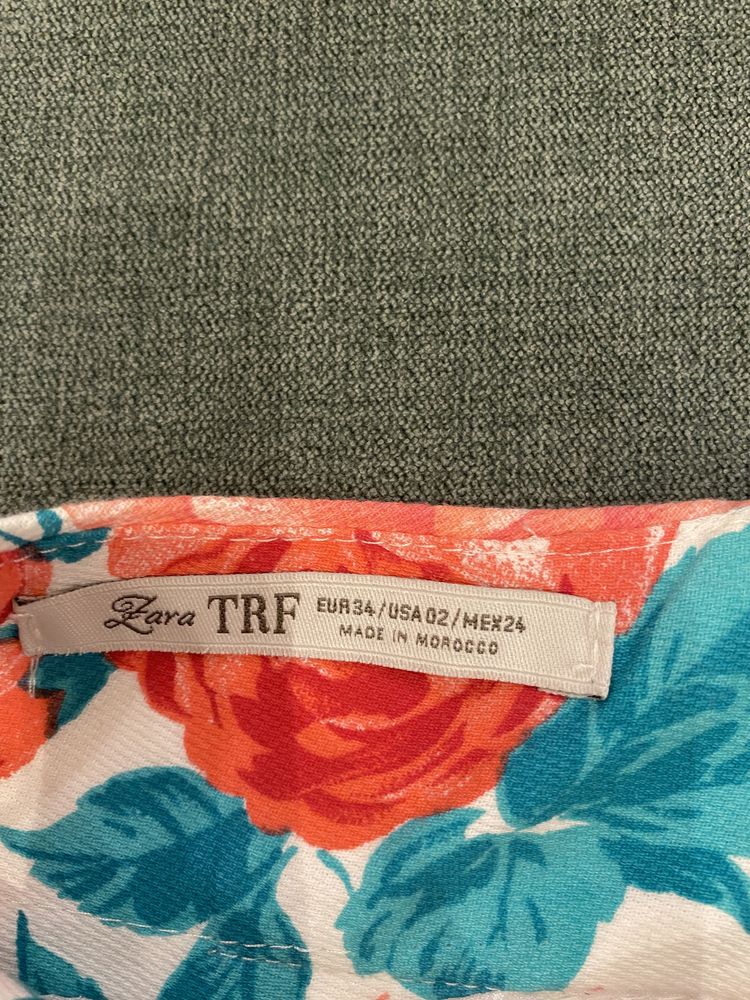 Zara TRF EUR34/USA02/MEX24
MADE IN MOROCCO